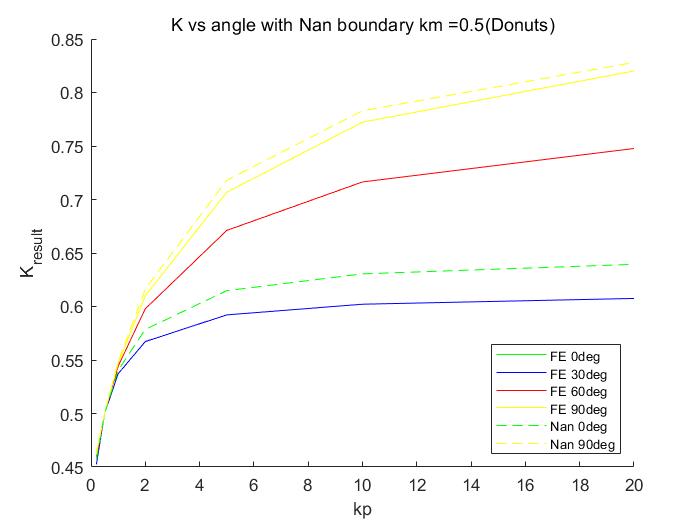 K vs angle with Nan boundary km =0.5(Donuts)
0.85
0.8
0.75
0.7
0.65
0.6
0.55
0.5
0.45
K_result
0 2 4 6 8 10 12 14 16 18 20
kp
FE 0deg
FE 30deg
FE 60deg
FE 90deg
Nan 0deg
Nan 90deg